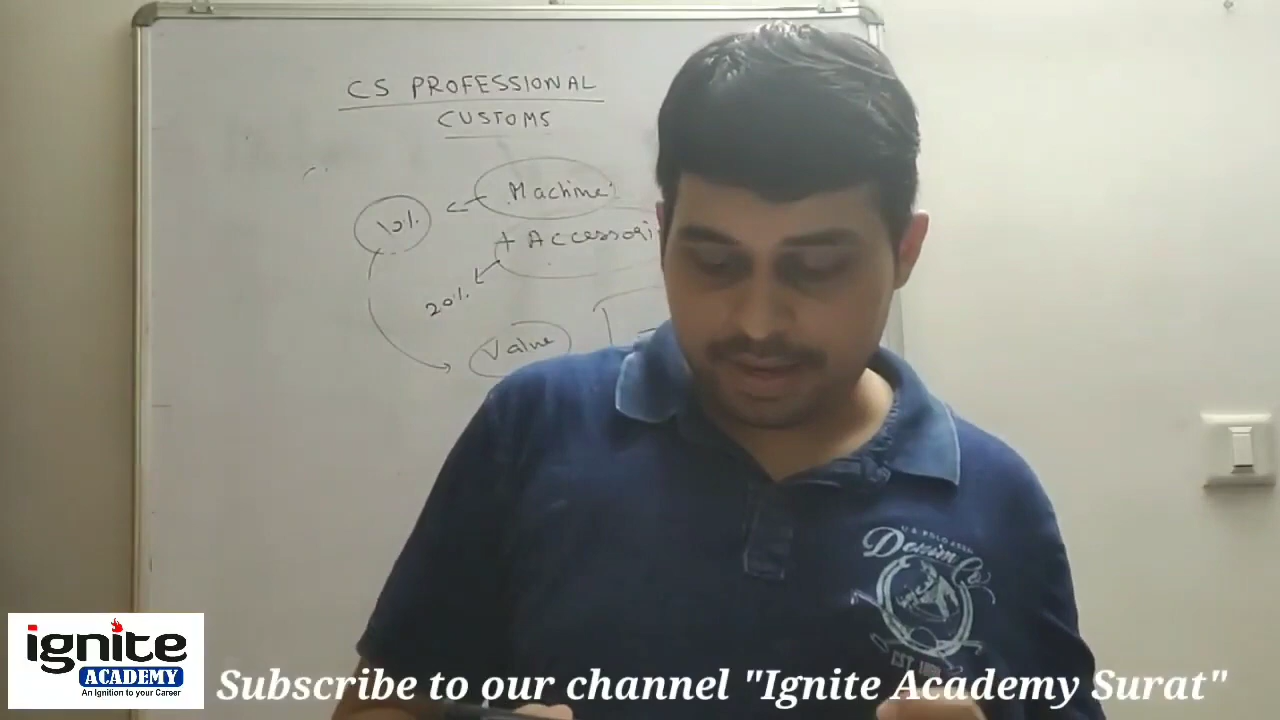 CS PROFESSIONAL
CUSTOMS
Machine
10%
+ Accessori
20%
Value
U.S. POLO ASSN
Denim Co
ignite
ACADEMY
An Ignition to your Career
Subscribe to our channel "Ignite Academy Surat"